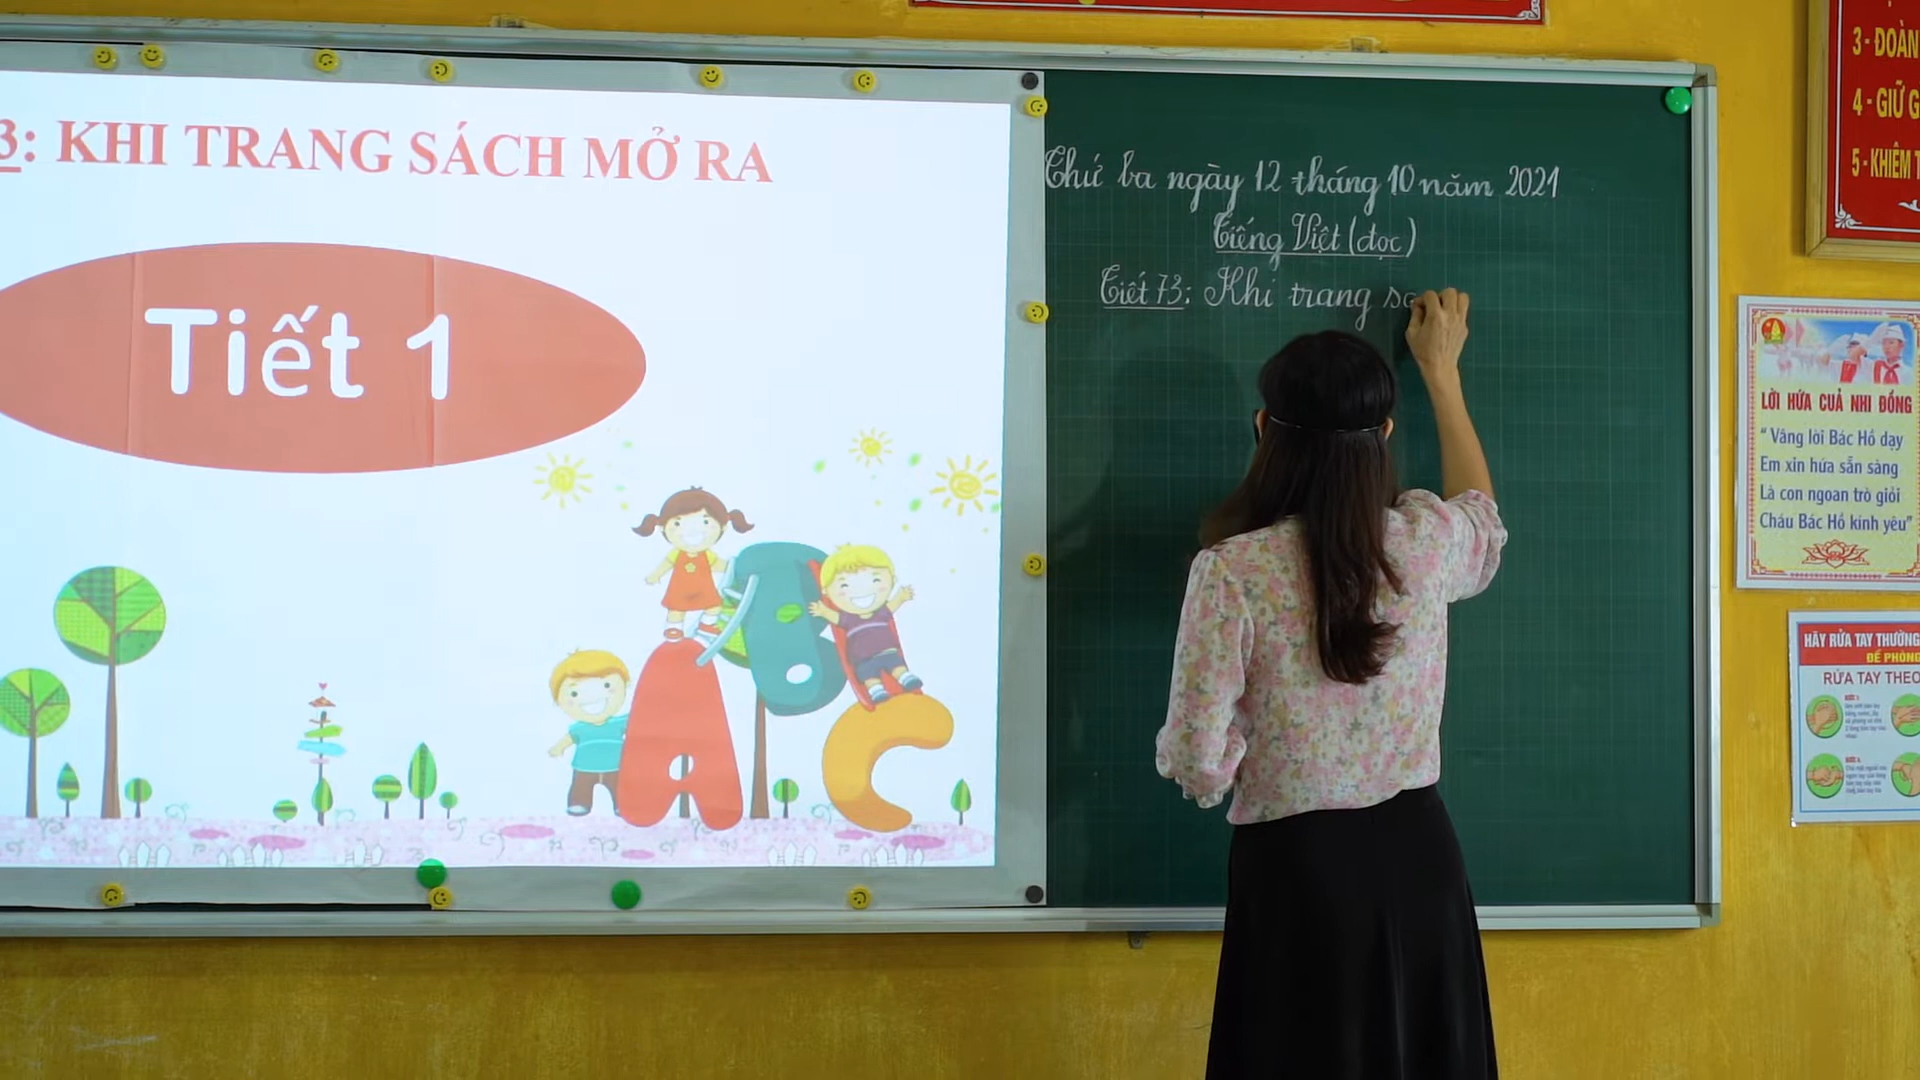 3: KHI TRANG SÁCH MỞ RA
Tiết 1
Thứ ba ngày 12 tháng 10 năm 2021
Tiếng Việt (đọc)
Tiết 73: Khi trang sá
3 - ĐOÀN
4 - GIỮ G
5 - KHIÊM T
LỜI HỨA CUẢ NHI ĐỒNG
“ Vâng lời Bác Hồ dạy
Em xin hứa sẵn sàng
Là con ngoan trò giỏi
Cháu Bác Hồ kính yêu”
HÃY RỬA TAY THƯỜNG
ĐỂ PHÒNG
RỬA TAY THEO